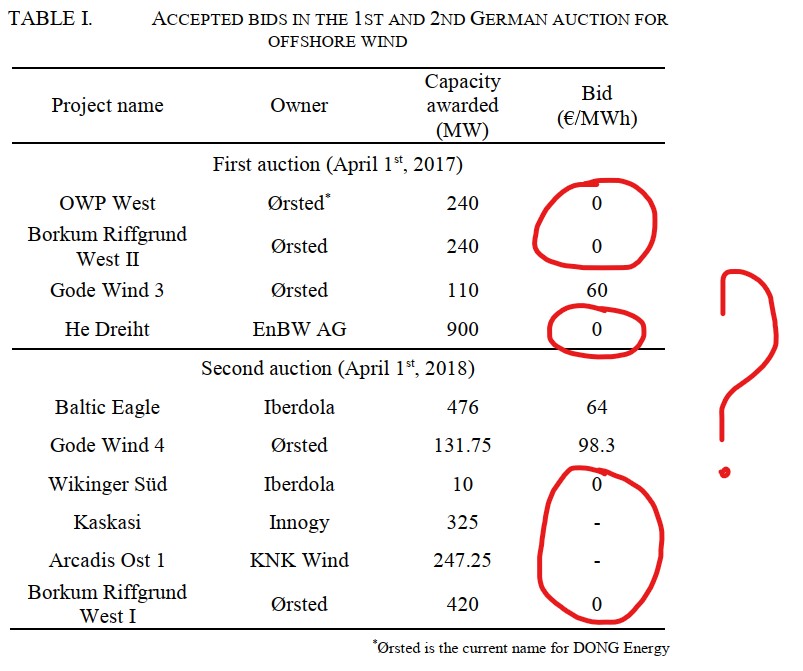 TABLE I. ACCEPTED BIDS IN THE 1ST AND 2ND GERMAN AUCTION FOR
OFFSHORE WIND
Project name Owner Capacity awarded (MW) Bid (€/MWh)
First auction (April 1st, 2017)
OWP West Ørsted* 240 0
Borkum Riffgrund West II Ørsted 240 0
Gode Wind 3 Ørsted 110 60
He Dreiht EnBW AG 900 0
Second auction (April 1st, 2018)
Baltic Eagle Iberdola 476 64
Gode Wind 4 Ørsted 131.75 98.3
Wikinger Süd Iberdola 10 0
Kaskasi Innogy 325 -
Arcadis Ost 1 KNK Wind 247.25 -
Borkum Riffgrund West I Ørsted 420 0
*Ørsted is the current name for DONG Energy
?